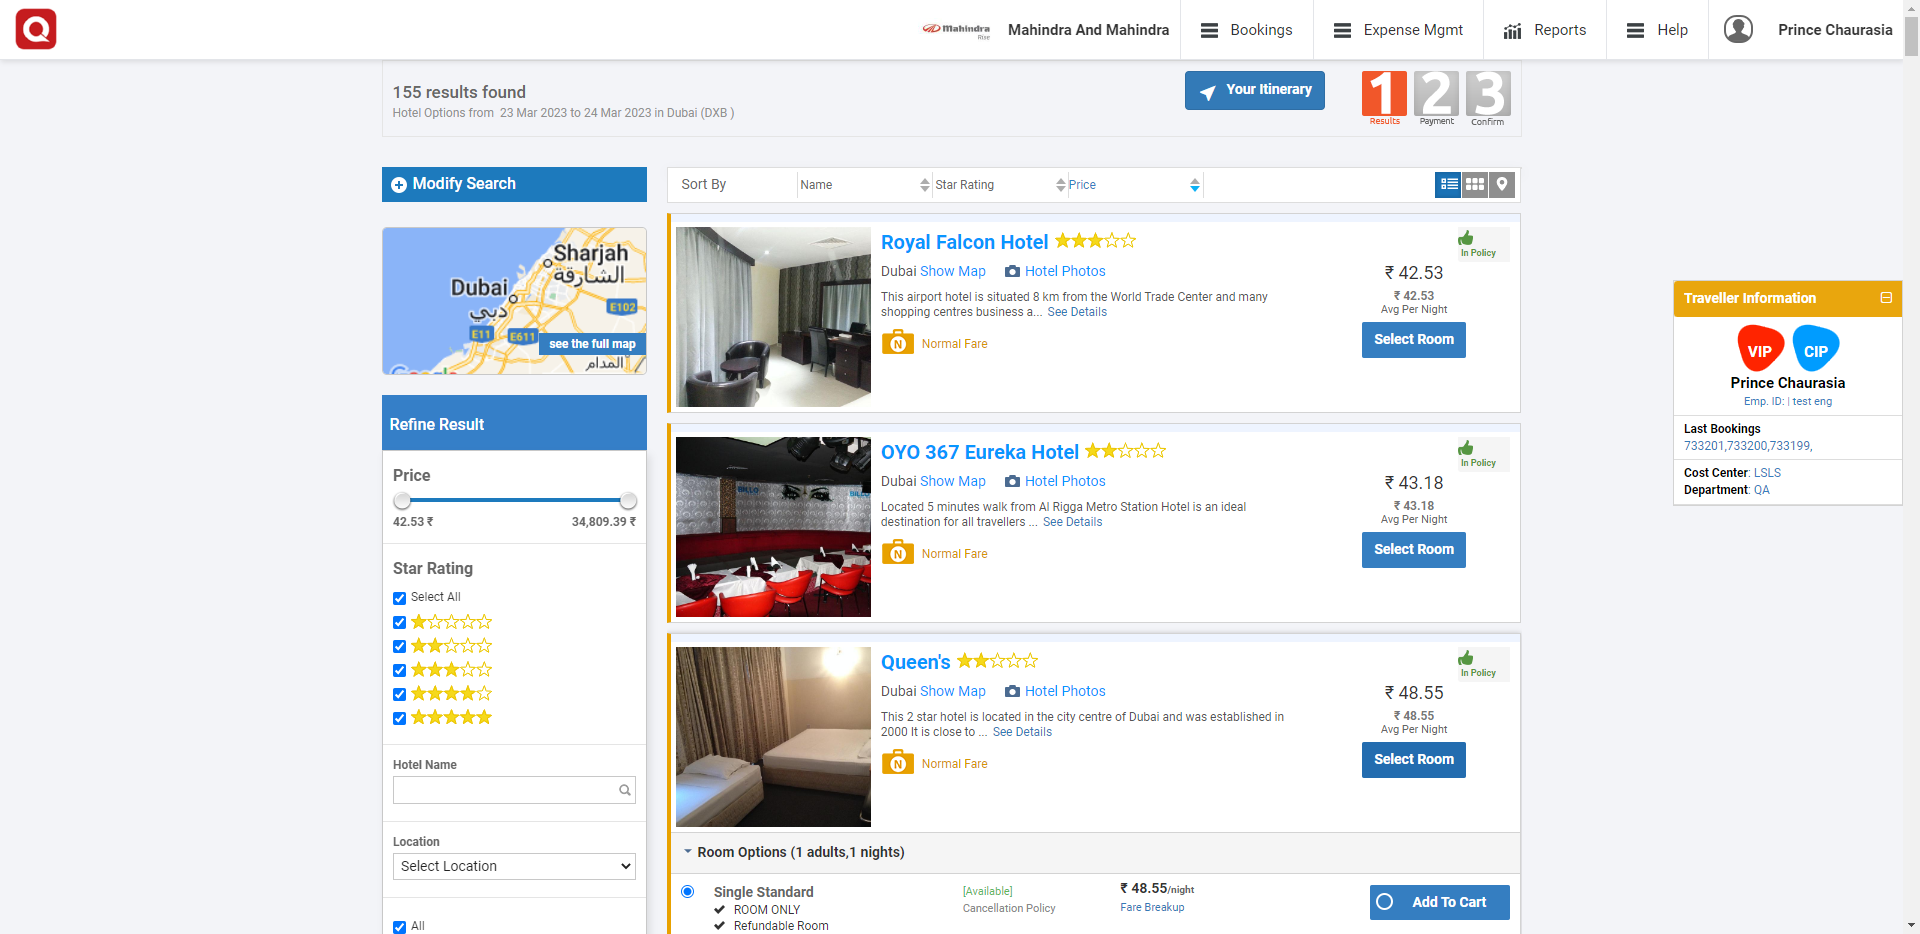 Mahindra
Rise
Mahindra And Mahindra
Bookings
Expense Mgmt
Reports
Help
Prince Chaurasia
155 results found
Hotel Options from 23 Mar 2023 to 24 Mar 2023 in Dubai (DXB )
Your Itinerary
1 2 3
Results Payment Confirm
Modify Search
Sort By Name Star Rating Price
Sharjah
الشارقة
Dubai
دبي
E102
E11
E611
see the full map
المدام
Google
Refine Result
Price
42.53 ₹ 34,809.39 ₹
Star Rating
Select All
Hotel Name
Location
Select Location
All
Royal Falcon Hotel
In Policy
Dubai Show Map Hotel Photos
₹ 42.53
This airport hotel is situated 8 km from the World Trade Center and many
shopping centres business a... See Details
₹ 42.53
Avg Per Night
Select Room
N Normal Fare
OYO 367 Eureka Hotel
In Policy
Dubai Show Map Hotel Photos
₹ 43.18
Located 5 minutes walk from Al Rigga Metro Station Hotel is an ideal
destination for all travellers ... See Details
₹ 43.18
Avg Per Night
Select Room
N Normal Fare
Queen's
In Policy
Dubai Show Map Hotel Photos
₹ 48.55
This 2 star hotel is located in the city centre of Dubai and was established in
2000 It is close to ... See Details
₹ 48.55
Avg Per Night
Select Room
N Normal Fare
Room Options (1 adults,1 nights)
Single Standard
ROOM ONLY
Refundable Room
[Available]
Cancellation Policy
₹ 48.55/night
Fare Breakup
Add To Cart
Traveller Information
VIP CIP
Prince Chaurasia
Emp. ID: | test eng
Last Bookings
733201,733200,733199,
Cost Center: LSLS
Department: QA